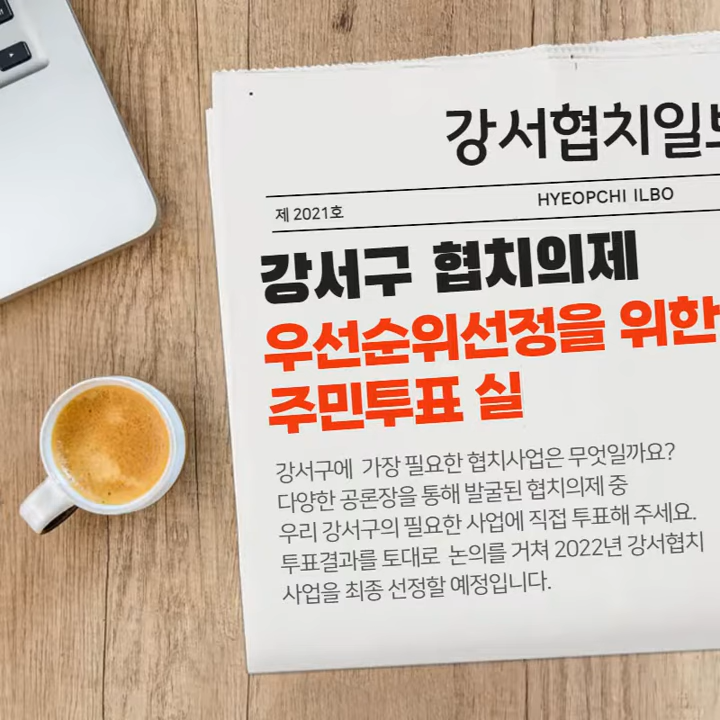 강서협치일보
제 2021호
HYEOPCHI ILBO
강서구 협치의제
우선순위선정을 위한
주민투표 실
강서구에 가장 필요한 협치사업은 무엇일까요?
다양한 공론장을 통해 발굴된 협치의제 중
우리 강서구의 필요한 사업에 직접 투표해 주세요.
투표결과를 토대로 논의를 거쳐 2022년 강서협치
사업을 최종 선정할 예정입니다.